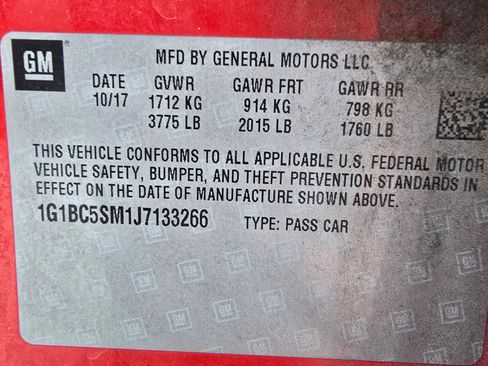 GM
MFD BY GENERAL MOTORS LLC
DATE GVWR GAWR FRT GAWR RR
10/17 1712 KG 914 KG 798 KG
3775 LB 2015 LB 1760 LB
THIS VEHICLE CONFORMS TO ALL APPLICABLE U.S. FEDERAL MOTOR
VEHICLE SAFETY, BUMPER, AND THEFT PREVENTION STANDARDS IN
EFFECT ON THE DATE OF MANUFACTURE SHOWN ABOVE.
1G1BC5SM1J7133266 TYPE: PASS CAR